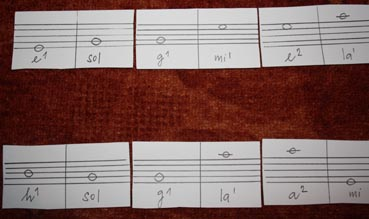 e¹ sol g¹ mi¹ e² la¹
h¹ sol g¹ la¹ a² mi